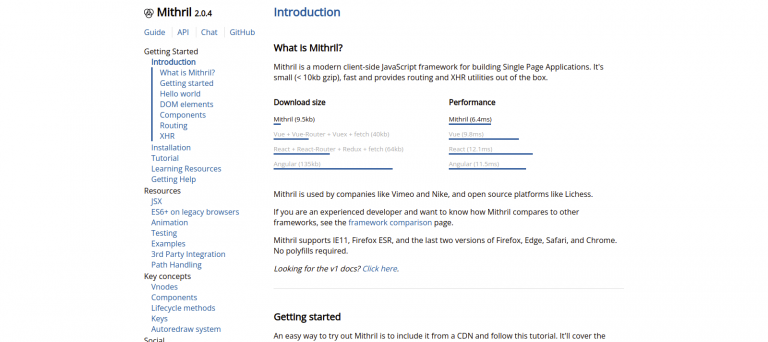 Mithril 2.0.4
Guide API Chat GitHub
Getting Started
Introduction
What is Mithril?
Getting started
Hello world
DOM elements
Components
Routing
XHR
Installation
Tutorial
Learning Resources
Getting Help
Resources
JSX
ES6+ on legacy browsers
Animation
Testing
Examples
3rd Party Integration
Path Handling
Key concepts
Vnodes
Components
Lifecycle methods
Keys
Autoredraw system
Social
Introduction
What is Mithril?
Mithril is a modern client-side JavaScript framework for building Single Page Applications. It's
small (< 10kb gzip), fast and provides routing and XHR utilities out of the box.
Download size
Mithril (9.5kb)
Vue + Vue-Router + Vuex + fetch (40kb)
React + React-Router + Redux + fetch (64kb)
Angular (135kb)
Performance
Mithril (6.4ms)
Vue (9.8ms)
React (12.1ms)
Angular (11.5ms)
Mithril is used by companies like Vimeo and Nike, and open source platforms like Lichess.
If you are an experienced developer and want to know how Mithril compares to other
frameworks, see the framework comparison page.
Mithril supports IE11, Firefox ESR, and the last two versions of Firefox, Edge, Safari, and Chrome.
No polyfills required.
Looking for the v1 docs? Click here.
Getting started
An easy way to try out Mithril is to include it from a CDN and follow this tutorial. It'll cover the